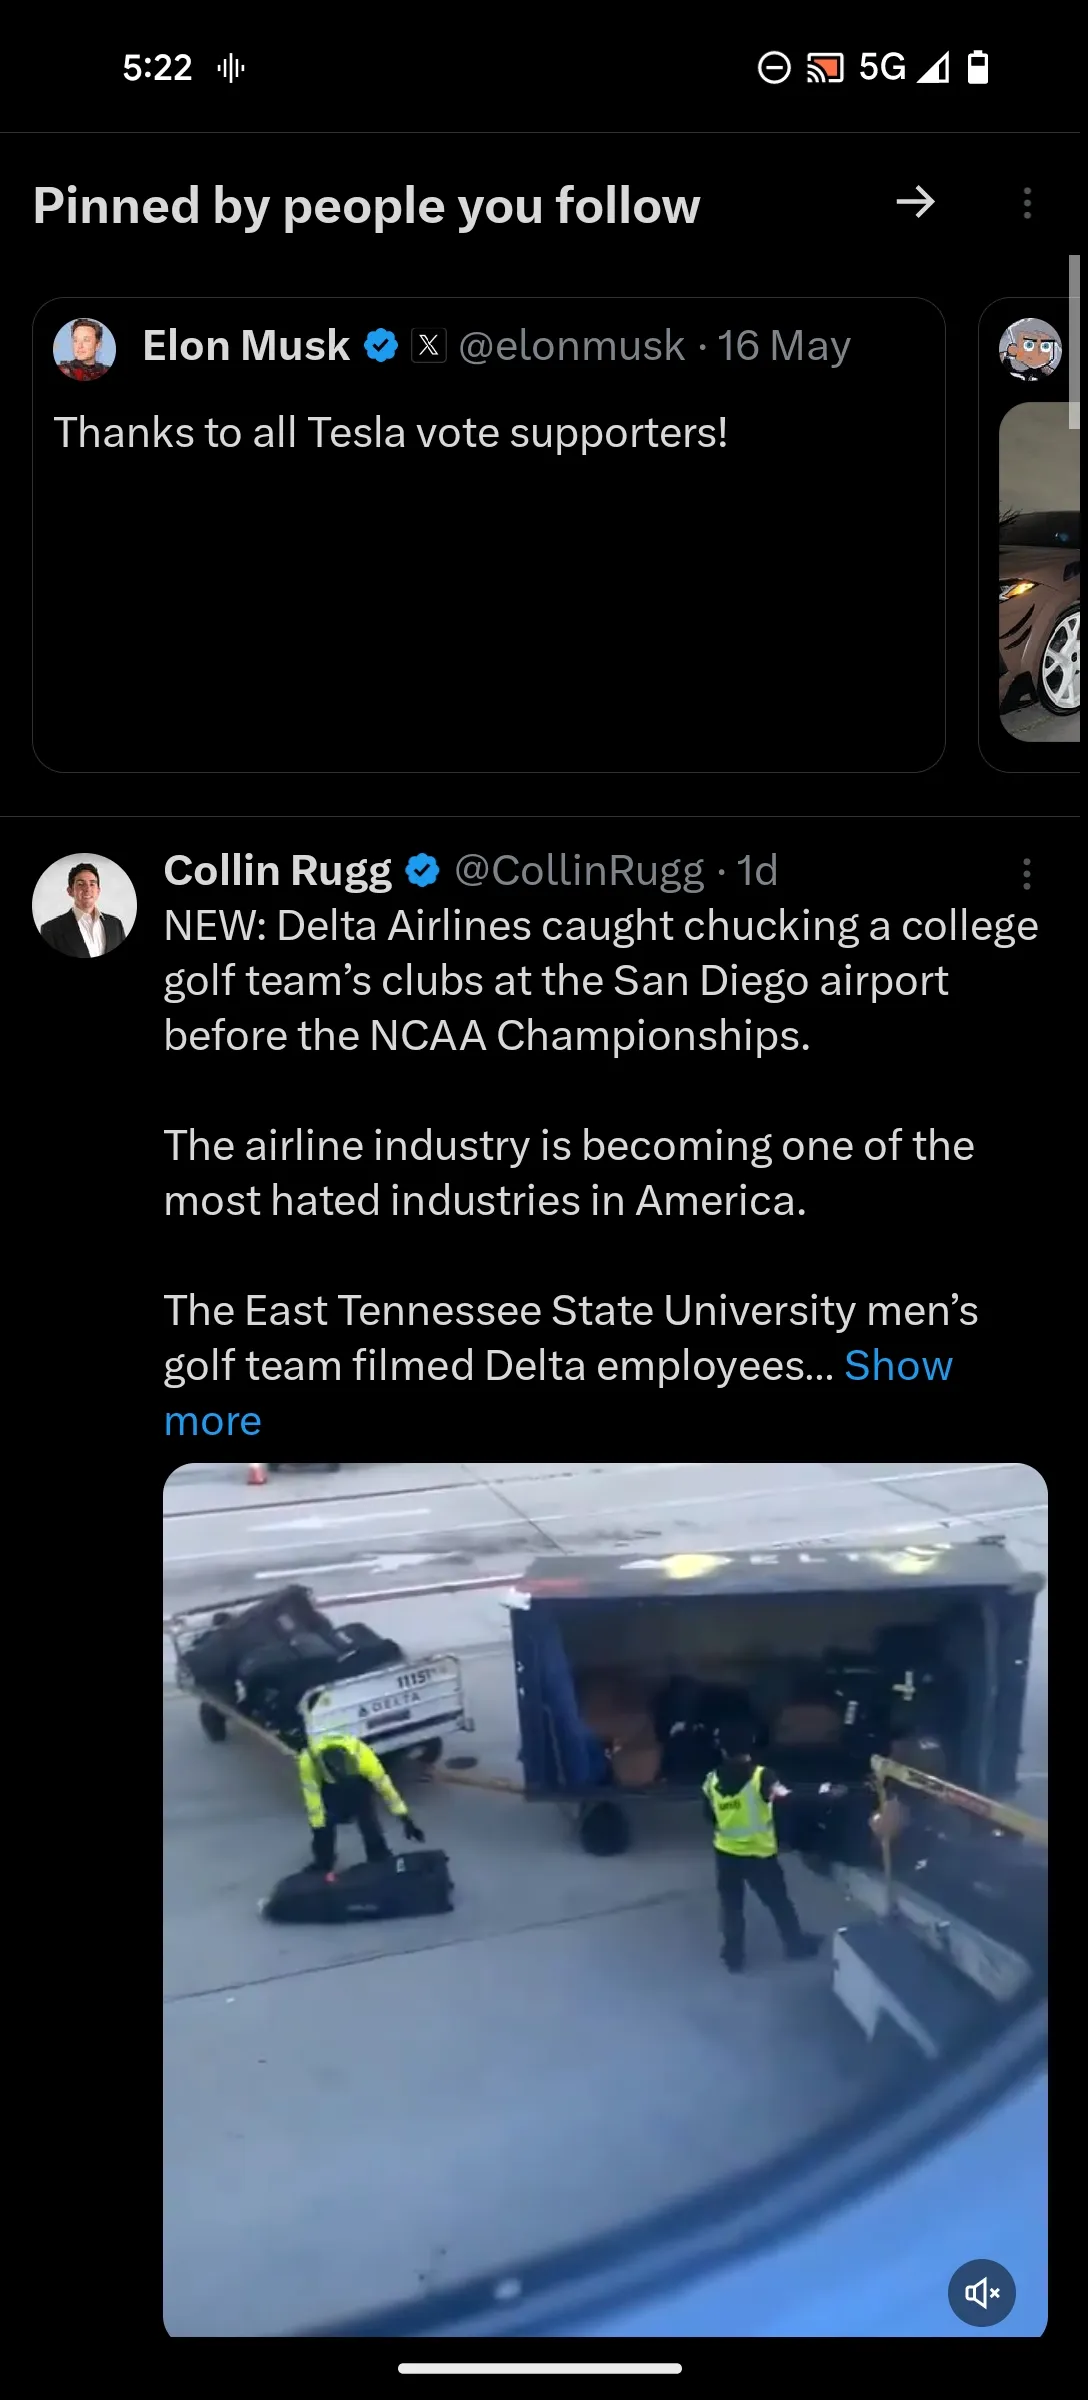 5:22
5G
Pinned by people you follow
Elon Musk @elonmusk · 16 May
Thanks to all Tesla vote supporters!
Collin Rugg @CollinRugg · 1d
NEW: Delta Airlines caught chucking a college
golf team’s clubs at the San Diego airport
before the NCAA Championships.
The airline industry is becoming one of the
most hated industries in America.
The East Tennessee State University men’s
golf team filmed Delta employees... Show
more
DELTA